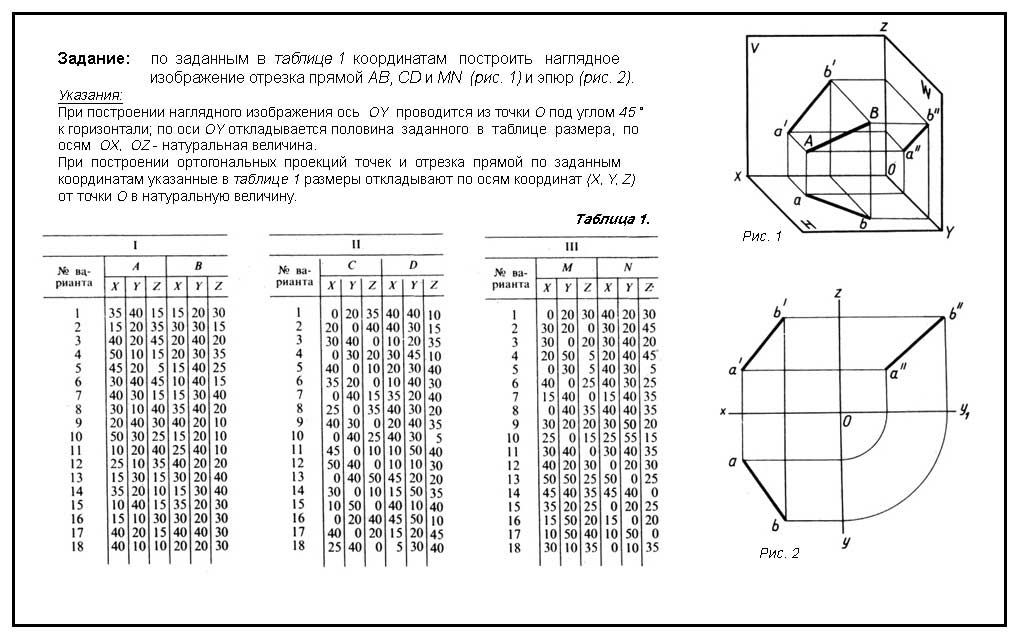 Задание: по заданным в таблице 1 координатам построить наглядное
изображение отрезка прямой АВ, CD и MN (рис. 1) и эпюр (рис. 2).
Указания:
При построении наглядного изображения ось OY проводится из точки О под углом 45 °
к горизонтали; по оси OY откладывается половина заданного в таблице размера, по
осям OX, OZ - натуральная величина.
При построении ортогональных проекций точек и отрезка прямой по заданным
координатам указанные в таблице 1 размеры откладывают по осям координат (X, Y, Z)
от точки О в натуральную величину.
Таблица 1.
I
№ ва-
рианта
A B
X Y Z X Y Z
1 35 40 15 15 20 30
2 15 20 35 30 30 15
3 40 20 45 20 40 20
4 50 10 15 20 30 35
5 45 20 5 15 40 25
6 30 40 45 10 40 15
7 40 30 15 15 30 40
8 30 10 40 35 40 20
9 20 40 30 40 20 10
10 50 30 25 15 20 10
11 10 20 40 25 40 10
12 25 10 35 40 20 20
13 15 30 15 30 20 40
14 35 20 10 15 30 40
15 10 40 15 35 20 30
16 15 10 30 30 20 30
17 40 20 15 40 40 30
18 40 10 10 20 20 30
II
№ ва-
рианта
C D
X Y Z X Y Z
1 0 20 35 40 40 10
2 20 0 40 40 30 15
3 30 40 0 10 20 35
4 0 30 20 30 45 10
5 40 0 10 20 30 40
6 35 20 0 10 40 30
7 0 40 15 35 20 40
8 25 0 35 40 30 20
9 40 30 0 20 40 35
10 0 40 25 40 30 5
11 45 0 10 10 50 40
12 50 40 0 10 10 30
13 0 40 50 45 20 20
14 30 0 10 15 50 35
15 10 50 0 40 10 40
16 0 20 40 45 50 10
17 40 0 20 15 20 45
18 25 40 0 5 30 40
III
№ ва-
рианта
M N
X Y Z X Y Z
1 0 20 30 40 20 30
2 30 20 0 30 20 45
3 30 0 20 30 40 20
4 20 50 5 20 40 45
5 0 30 5 40 30 5
6 40 0 25 40 30 25
7 15 40 0 15 40 35
8 0 40 35 40 40 35
9 30 20 20 30 50 20
10 25 0 15 25 55 15
11 30 40 0 30 40 35
12 40 20 30 0 20 30
13 50 50 25 50 0 25
14 45 40 35 45 40 0
15 35 20 25 0 20 25
16 15 50 20 15 0 20
17 10 50 40 10 50 0
18 30 10 35 0 10 35
Z
V
W
b'
B
b"
a'
A
a"
X
O
a
b
H
Y
Рис. 1
z
b'
b"
a'
a"
x
O
y₁
a
b
y
Рис. 2